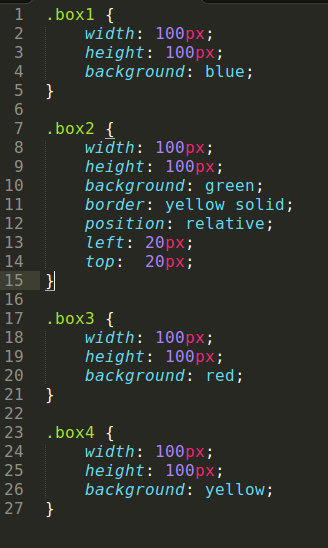 1 .box1 {
2     width: 100px;
3     height: 100px;
4     background: blue;
5 }
6
7 .box2 {
8     width: 100px;
9     height: 100px;
10     background: green;
11     border: yellow solid;
12     position: relative;
13     left: 20px;
14     top:  20px;
15 }
16
17 .box3 {
18     width: 100px;
19     height: 100px;
20     background: red;
21 }
22
23 .box4 {
24     width: 100px;
25     height: 100px;
26     background: yellow;
27 }